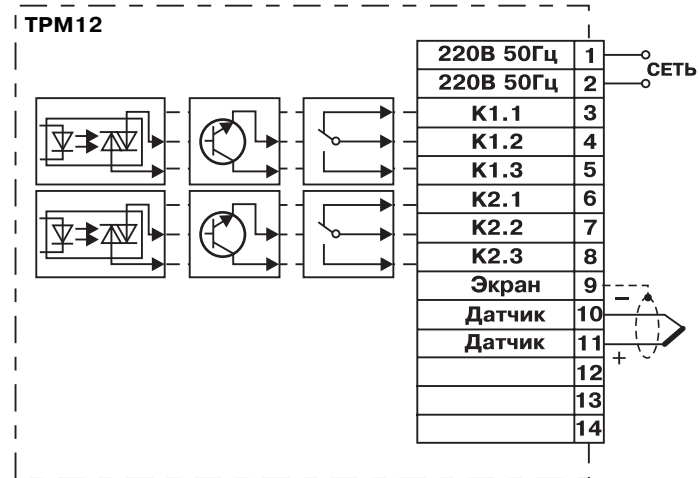 ТРМ12
220В 50Гц 1
220В 50Гц 2
СЕТЬ
К1.1 3
К1.2 4
К1.3 5
К2.1 6
К2.2 7
К2.3 8
Экран 9
–
Датчик 10
Датчик 11
+
12
13
14